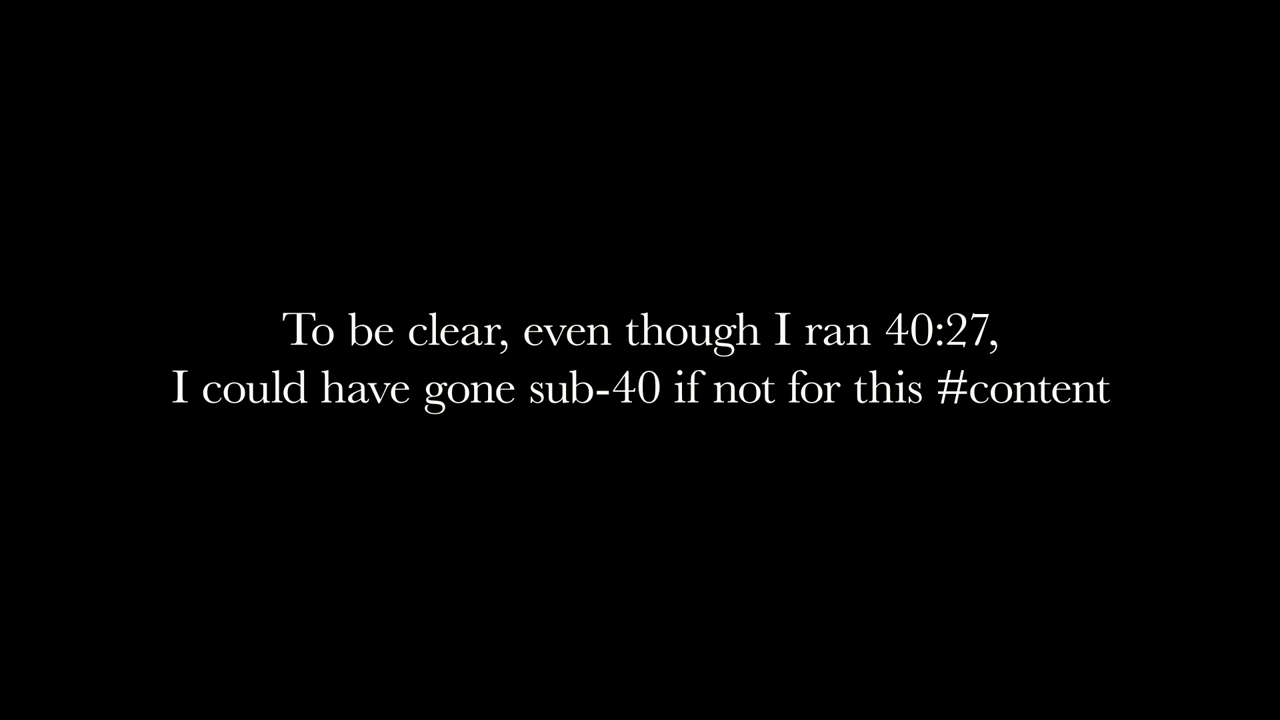 To be clear, even though I ran 40:27,
I could have gone sub-40 if not for this #content